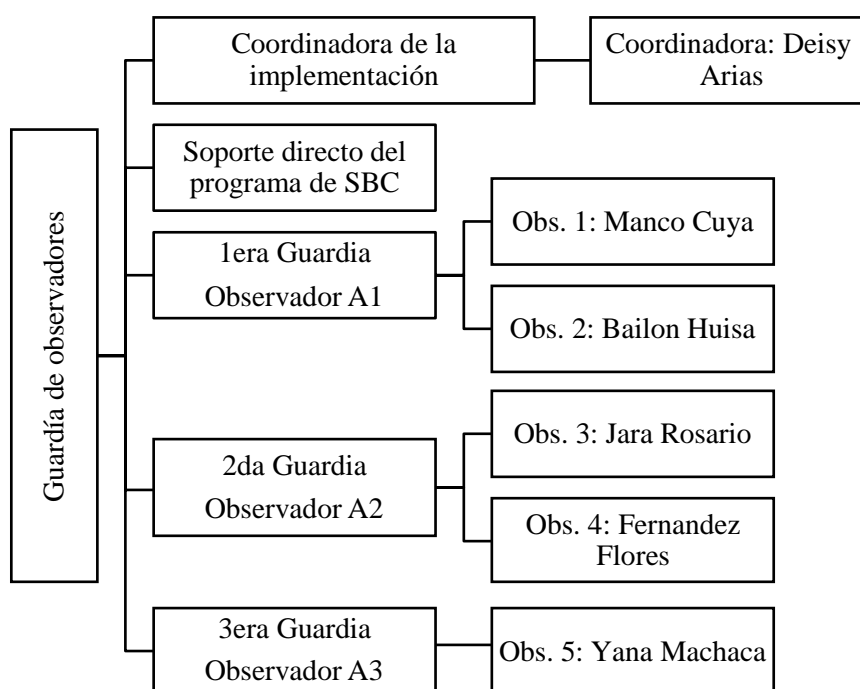 Guardía de observadores
Coordinadora de la
implementación
Coordinadora: Deisy
Arias
Soporte directo del
programa de SBC
1era Guardia
Observador A1
Obs. 1: Manco Cuya
Obs. 2: Bailon Huisa
2da Guardia
Observador A2
Obs. 3: Jara Rosario
Obs. 4: Fernandez
Flores
3era Guardia
Observador A3
Obs. 5: Yana Machaca